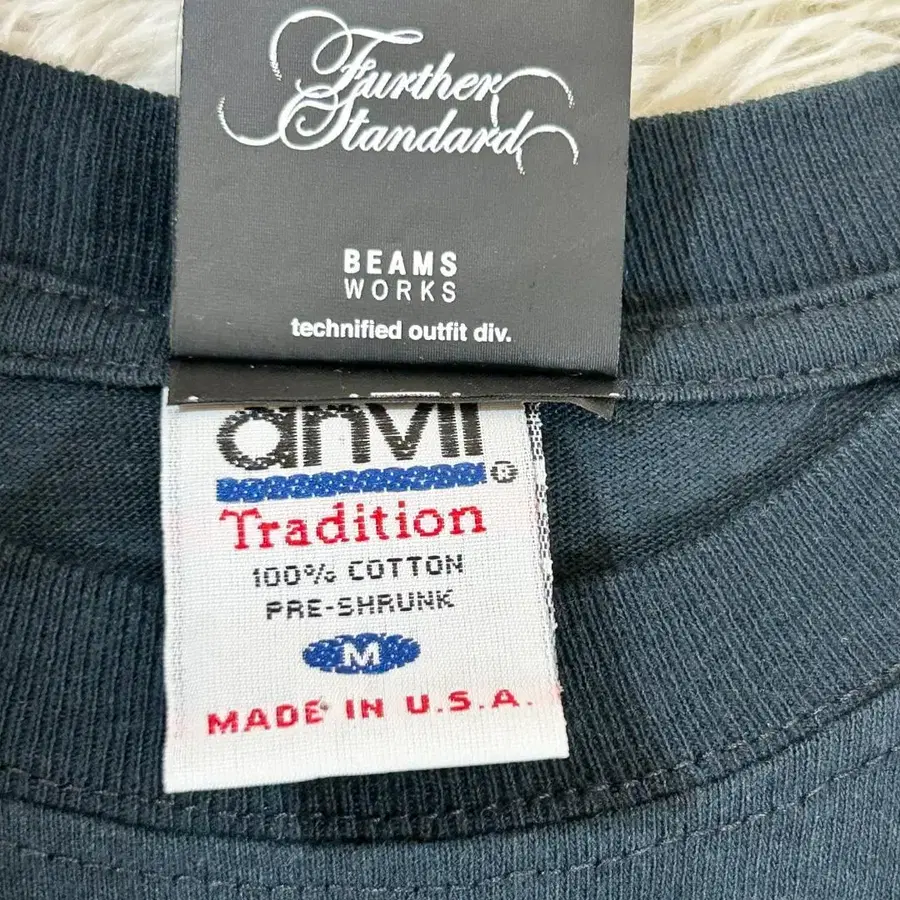 Further
Standard
BEAMS
WORKS
technified outfit div.
anvil ®
Tradition
100% COTTON
PRE-SHRUNK
M
MADE IN U.S.A.